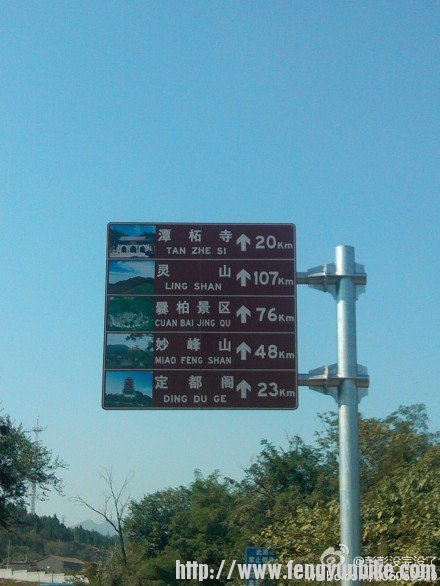 潭柘寺 20Km
TAN ZHE SI
灵山 107Km
LING SHAN
爨柏景区 76Km
CUAN BAI JING QU
妙峰山 48Km
MIAO FENG SHAN
定都阁 23Km
DING DU GE
http://www.fengyunbike.com